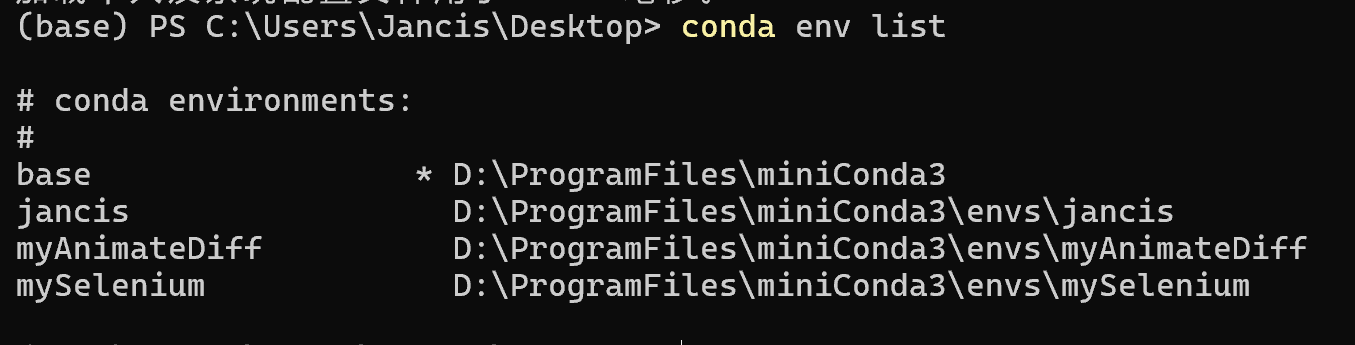 (base) PS C:\Users\Jancis\Desktop> conda env list
# conda environments:
#
base * D:\ProgramFiles\miniConda3
jancis D:\ProgramFiles\miniConda3\envs\jancis
myAnimateDiff D:\ProgramFiles\miniConda3\envs\myAnimateDiff
mySelenium D:\ProgramFiles\miniConda3\envs\mySelenium